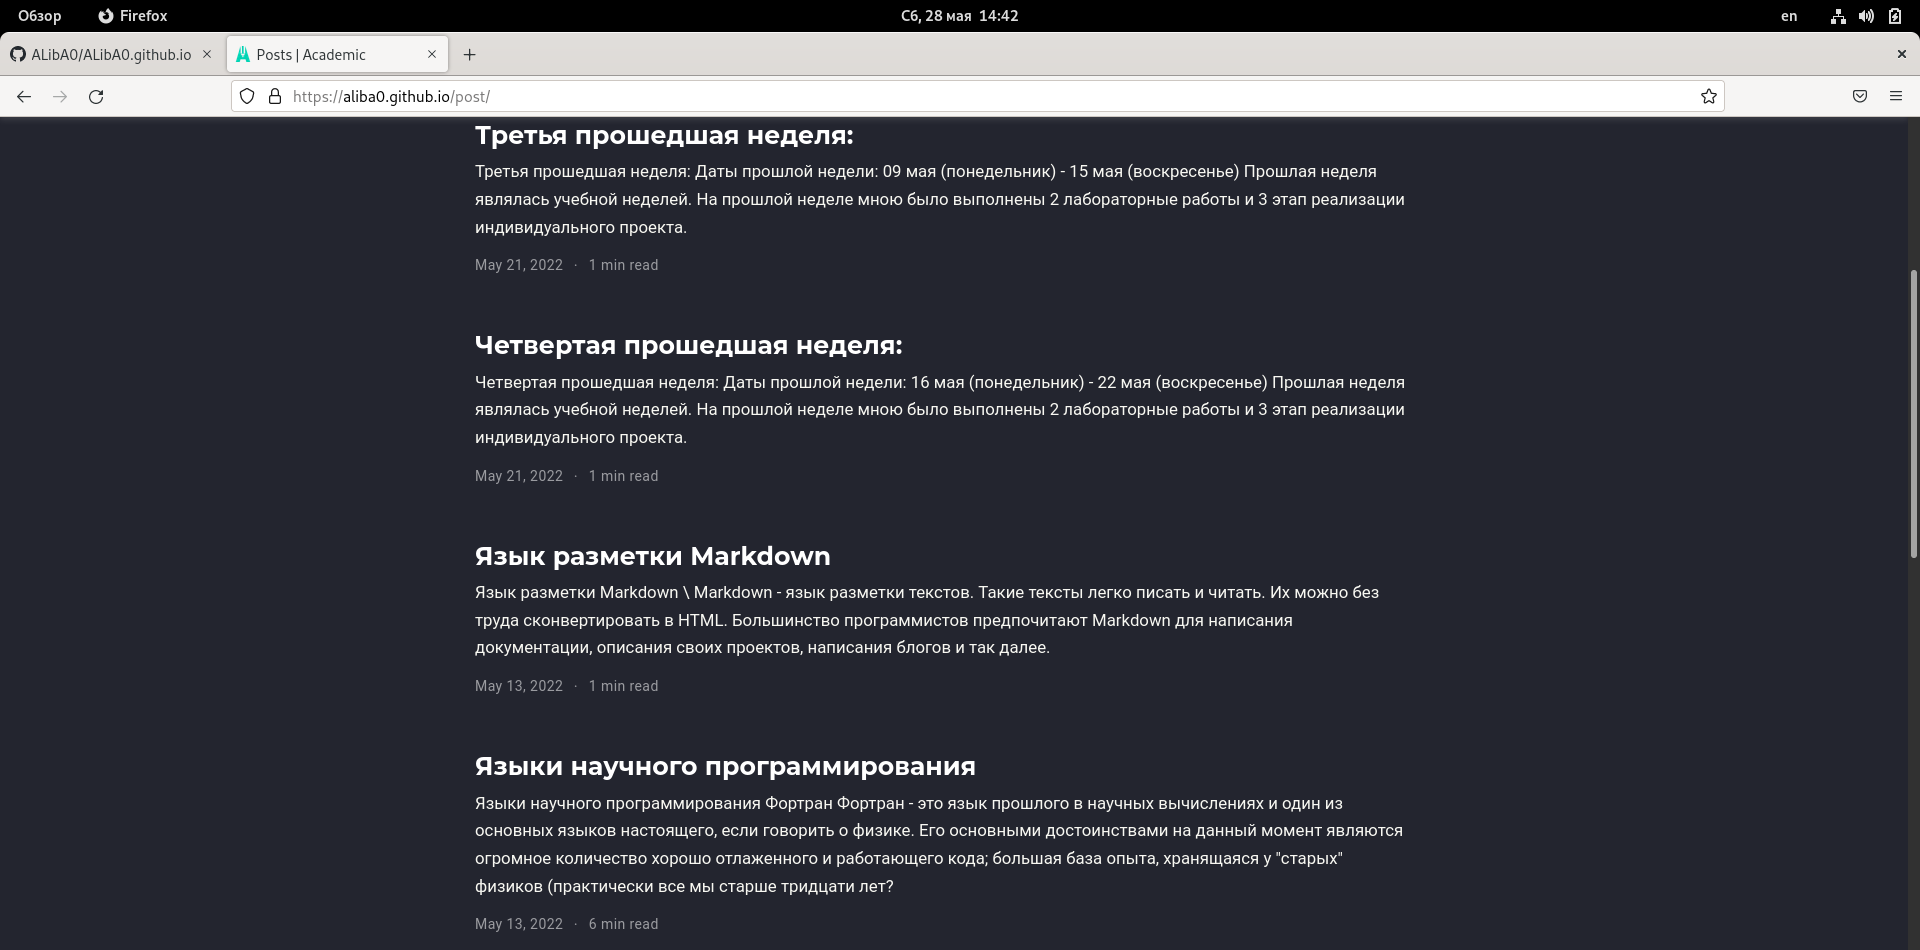 Обзор
Firefox
Сб, 28 мая 14:42
en
ALibA0/ALibA0.github.io
Posts | Academic
https://aliba0.github.io/post/
Третья прошедшая неделя:
Третья прошедшая неделя: Даты прошлой недели: 09 мая (понедельник) - 15 мая (воскресенье) Прошлая неделя
являлась учебной неделей. На прошлой неделе мною было выполнены 2 лабораторные работы и 3 этап реализации
индивидуального проекта.
May 21, 2022 · 1 min read
Четвертая прошедшая неделя:
Четвертая прошедшая неделя: Даты прошлой недели: 16 мая (понедельник) - 22 мая (воскресенье) Прошлая неделя
являлась учебной неделей. На прошлой неделе мною было выполнены 2 лабораторные работы и 3 этап реализации
индивидуального проекта.
May 21, 2022 · 1 min read
Язык разметки Markdown
Язык разметки Markdown \ Markdown - язык разметки текстов. Такие тексты легко писать и читать. Их можно без
труда сконвертировать в HTML. Большинство программистов предпочитают Markdown для написания
документации, описания своих проектов, написания блогов и так далее.
May 13, 2022 · 1 min read
Языки научного программирования
Языки научного программирования Фортран Фортран - это язык прошлого в научных вычислениях и один из
основных языков настоящего, если говорить о физике. Его основными достоинствами на данный момент являются
огромное количество хорошо отлаженного и работающего кода; большая база опыта, хранящаяся у "старых"
физиков (практически все мы старше тридцати лет?
May 13, 2022 · 6 min read